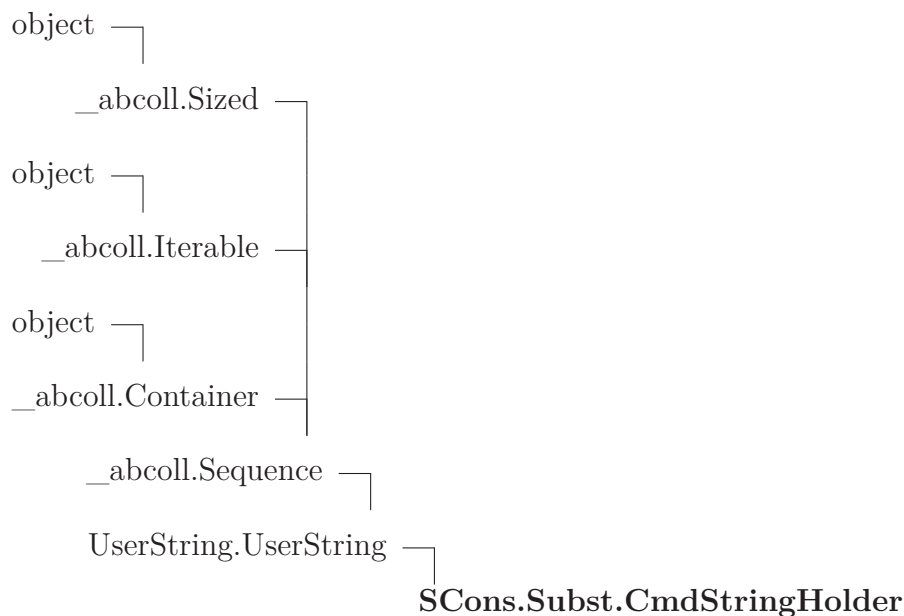 object
_abcoll.Sized
object
_abcoll.Iterable
object
_abcoll.Container
_abcoll.Sequence
UserString.UserString
SCons.Subst.CmdStringHolder